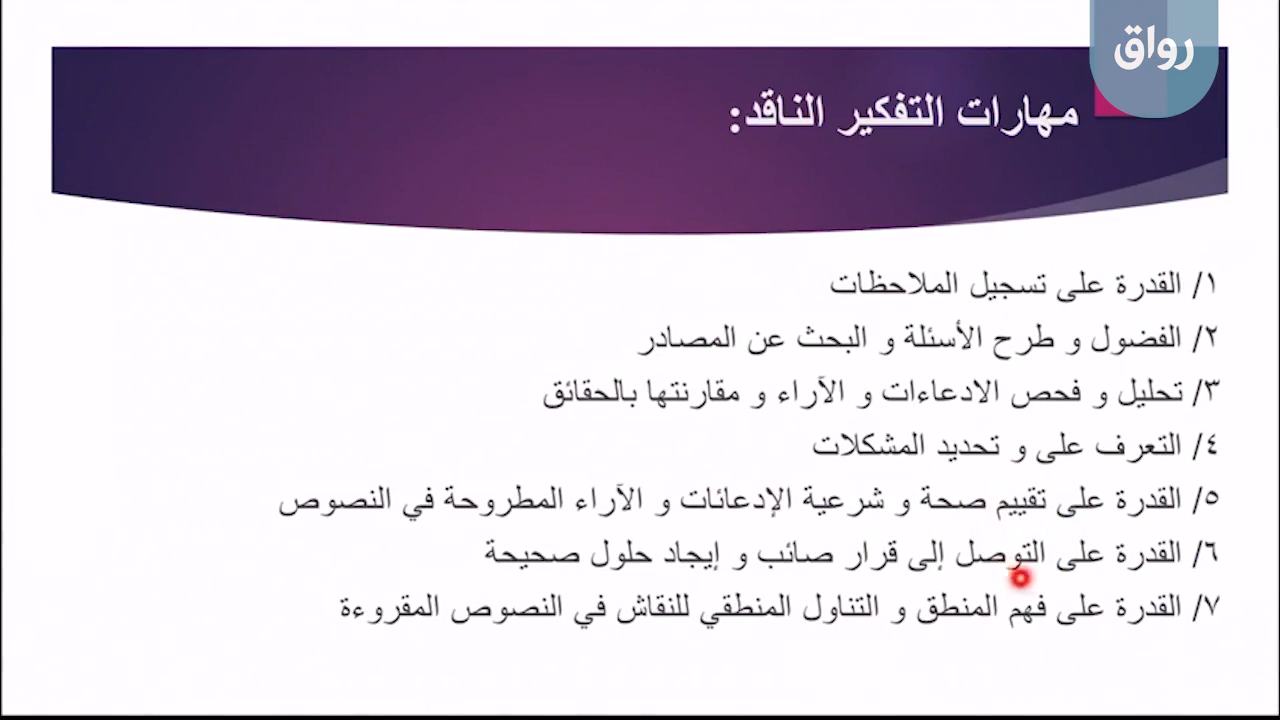 رواق
مهارات التفكير الناقد:
١/ القدرة على تسجيل الملاحظات
٢/ الفضول و طرح الأسئلة و البحث عن المصادر
٣/ تحليل و فحص الادعاءات و الآراء و مقارنتها بالحقائق
٤/ التعرف على و تحديد المشكلات
٥/ القدرة على تقييم صحة و شرعية الإدعائات و الآراء المطروحة في النصوص
٦/ القدرة على التوصل إلى قرار صائب و إيجاد حلول صحيحة
٧/ القدرة على فهم المنطق و التناول المنطقي للنقاش في النصوص المقروءة